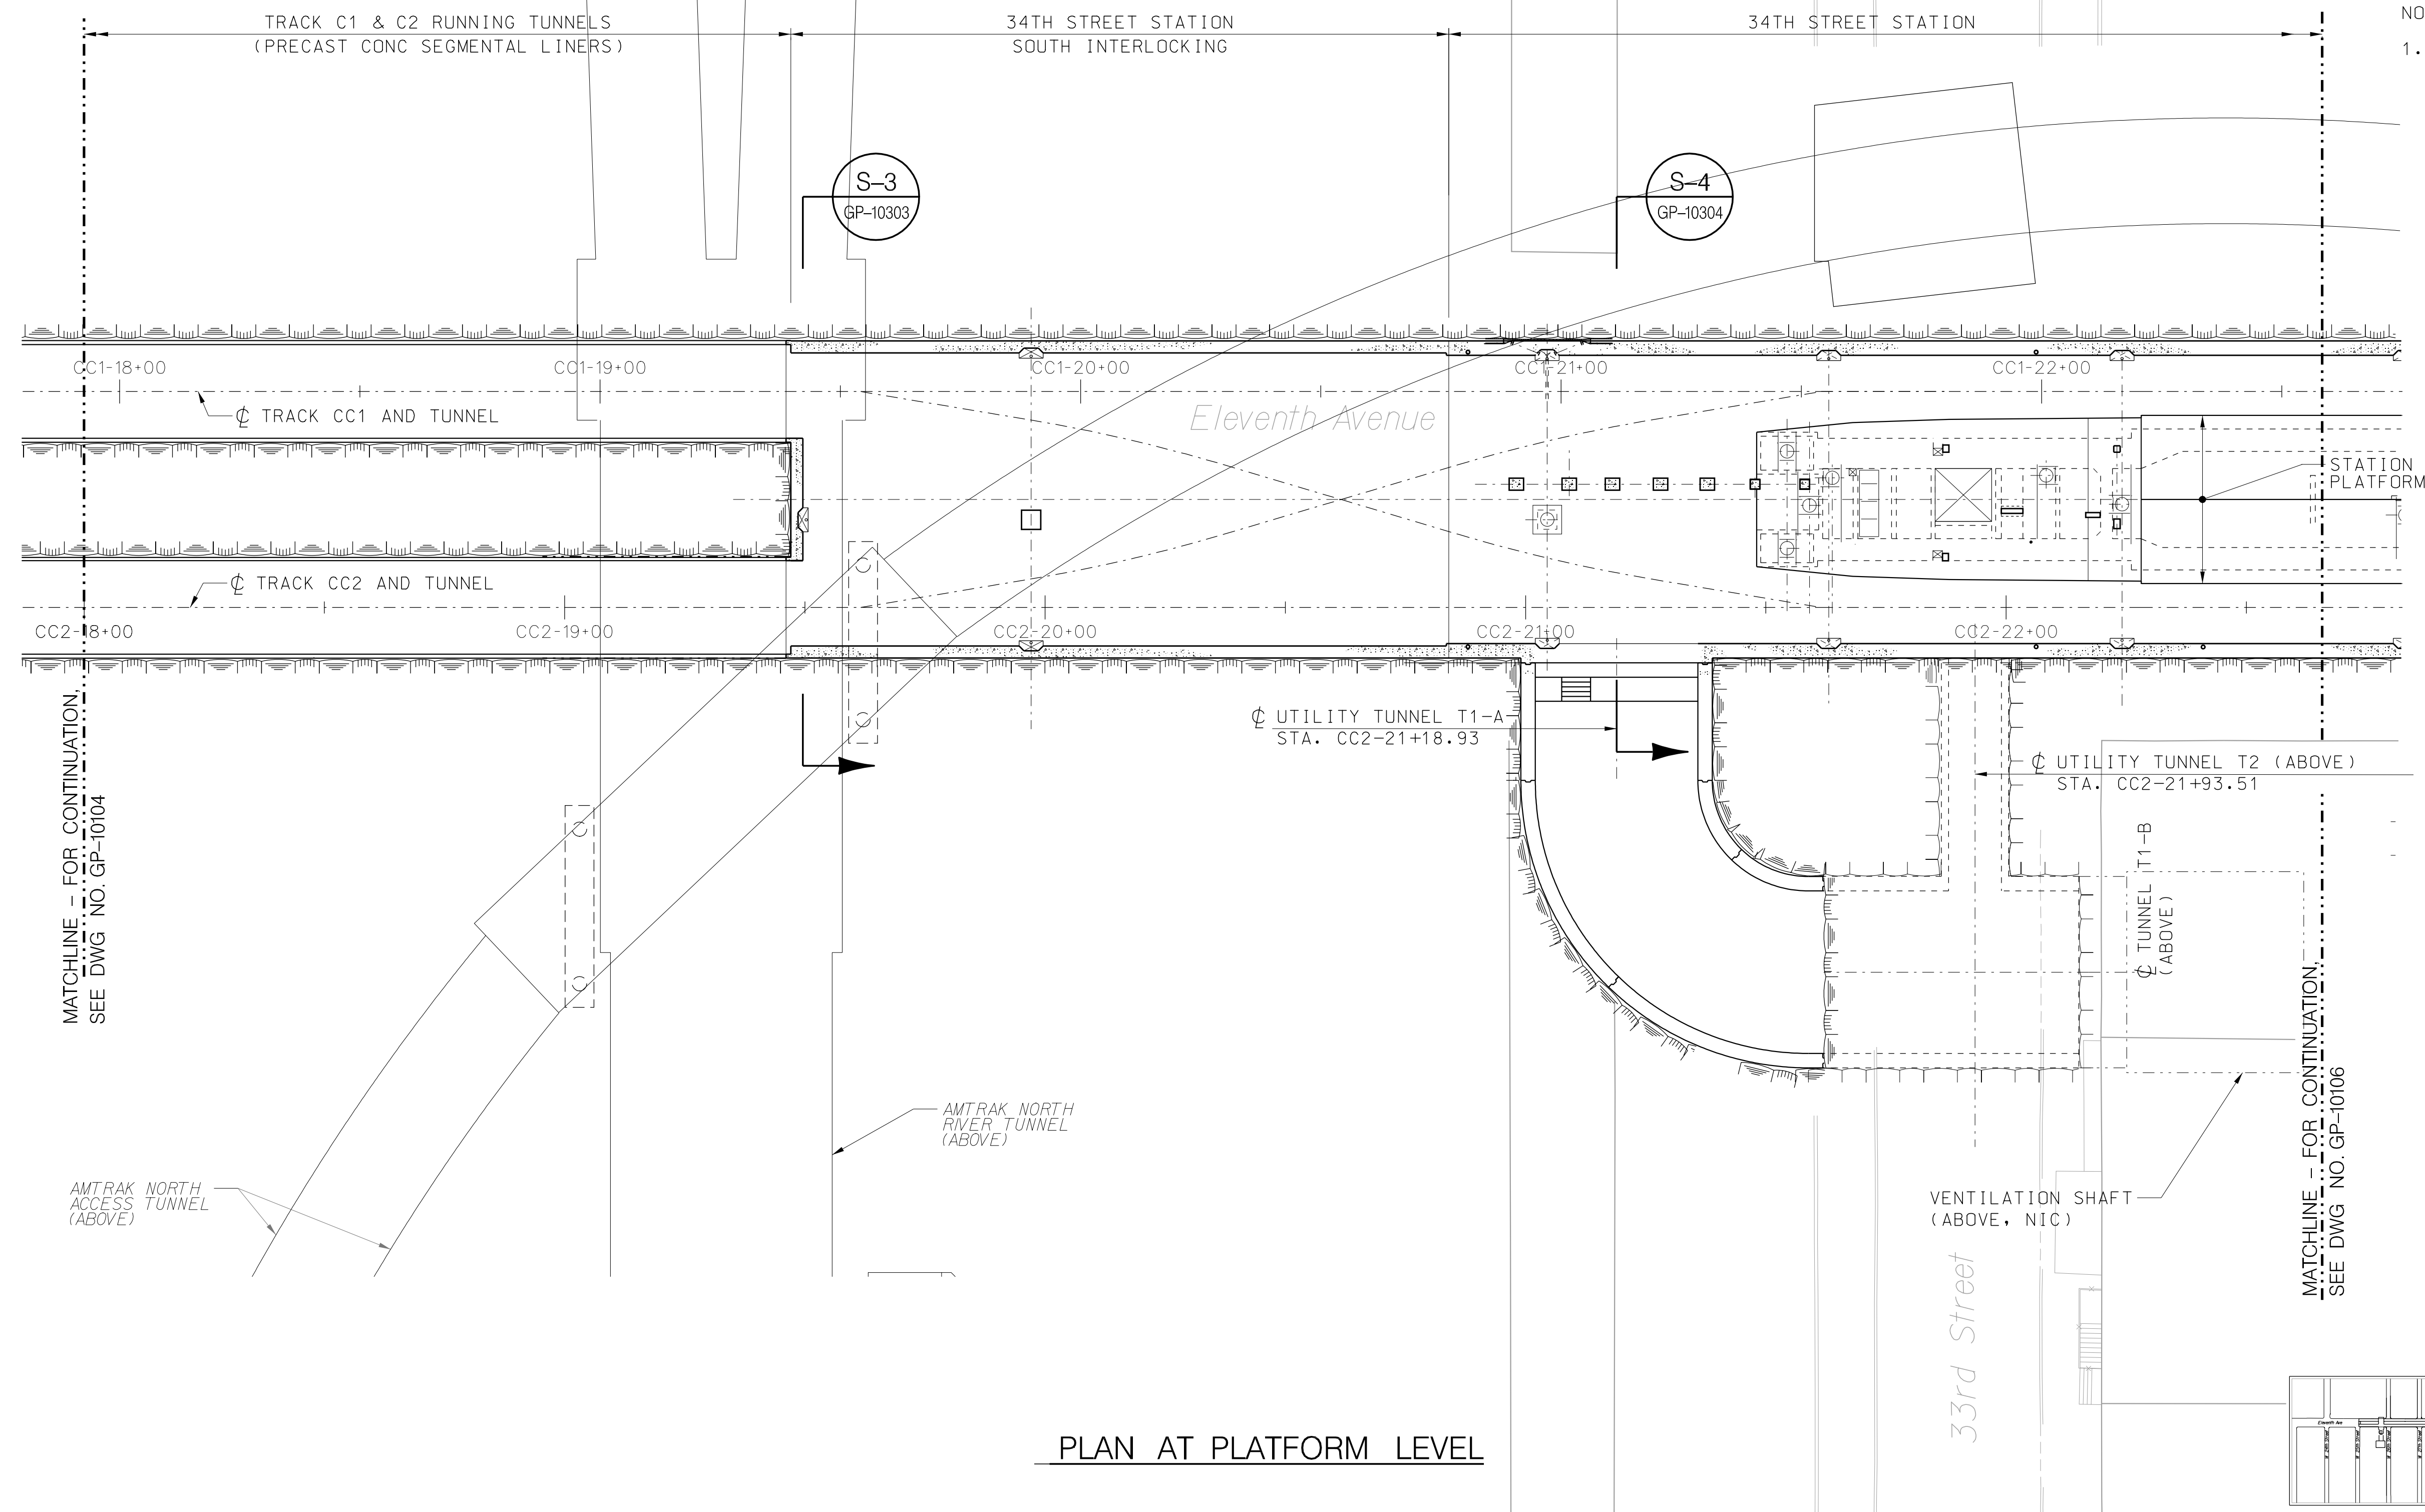 TRACK C1 & C2 RUNNING TUNNELS
(PRECAST CONC SEGMENTAL LINERS)
34TH STREET STATION
SOUTH INTERLOCKING
34TH STREET STATION
NO
1.
S-3
GP-10303
S-4
GP-10304
CC1-18+00
CC1-19+00
CC1-20+00
CC1-21+00
CC1-22+00
℄ TRACK CC1 AND TUNNEL
Eleventh Avenue
STATION
PLATFORM
℄ TRACK CC2 AND TUNNEL
CC2-18+00
CC2-19+00
CC2-20+00
CC2-21+00
CC2-22+00
℄ UTILITY TUNNEL T1-A
STA. CC2-21+18.93
℄ UTILITY TUNNEL T2 (ABOVE)
STA. CC2-21+93.51
MATCHLINE - FOR CONTINUATION,
SEE DWG NO. GP-10104
℄ TUNNEL T1-B
(ABOVE)
AMTRAK NORTH
RIVER TUNNEL
(ABOVE)
AMTRAK NORTH
ACCESS TUNNEL
(ABOVE)
VENTILATION SHAFT
(ABOVE, NIC)
MATCHLINE - FOR CONTINUATION,
SEE DWG NO. GP-10106
33rd Street
PLAN AT PLATFORM LEVEL
Eleventh Ave